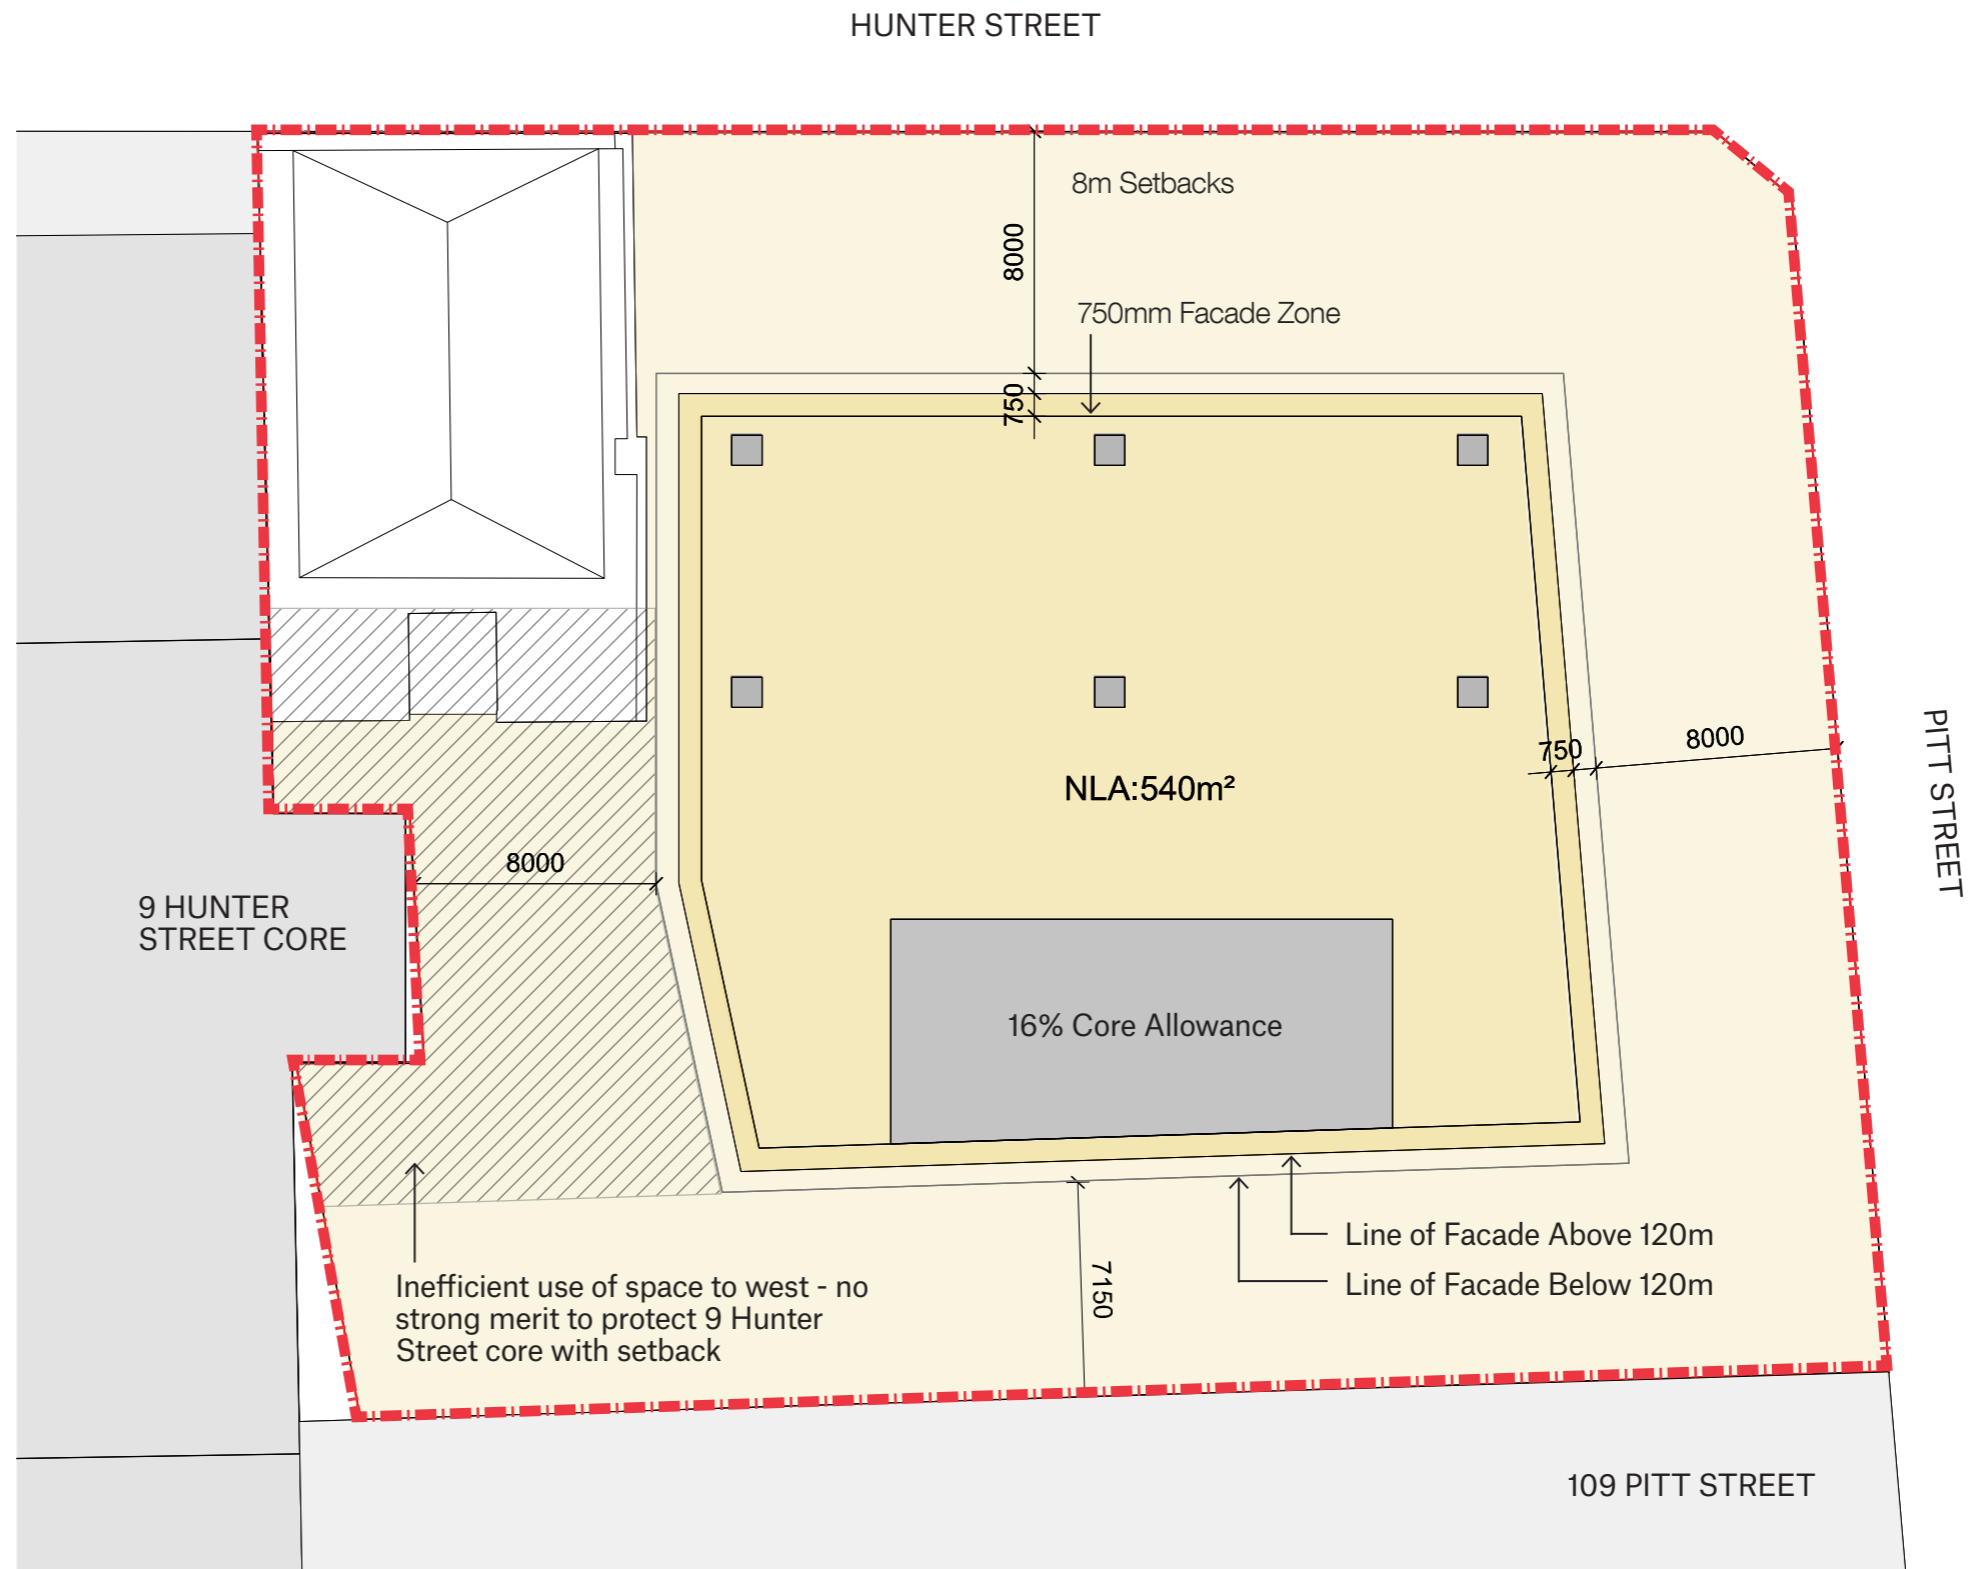 HUNTER STREET
8m Setbacks
8000
750mm Facade Zone
750
750
8000
PITT STREET
NLA:540m²
8000
9 HUNTER
STREET CORE
16% Core Allowance
Line of Facade Above 120m
Line of Facade Below 120m
7150
Inefficient use of space to west - no
strong merit to protect 9 Hunter
Street core with setback
109 PITT STREET